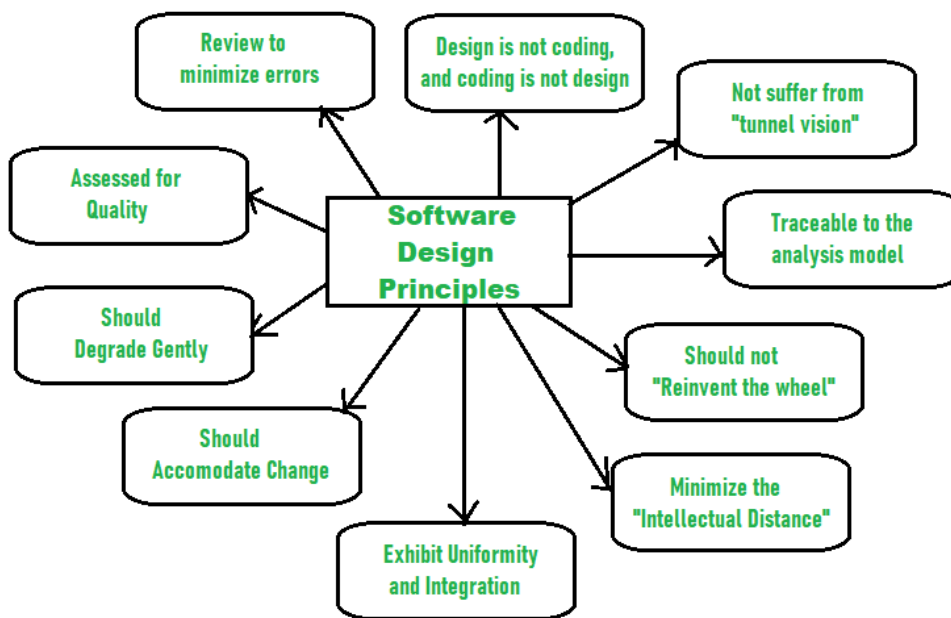 Review to
minimize errors
Design is not coding,
and coding is not design
Not suffer from
"tunnel vision"
Assessed for
Quality
Software
Design
Principles
Traceable to the
analysis model
Should
Degrade Gently
Should not
"Reinvent the wheel"
Should
Accomodate Change
Minimize the
"Intellectual Distance"
Exhibit Uniformity
and Integration